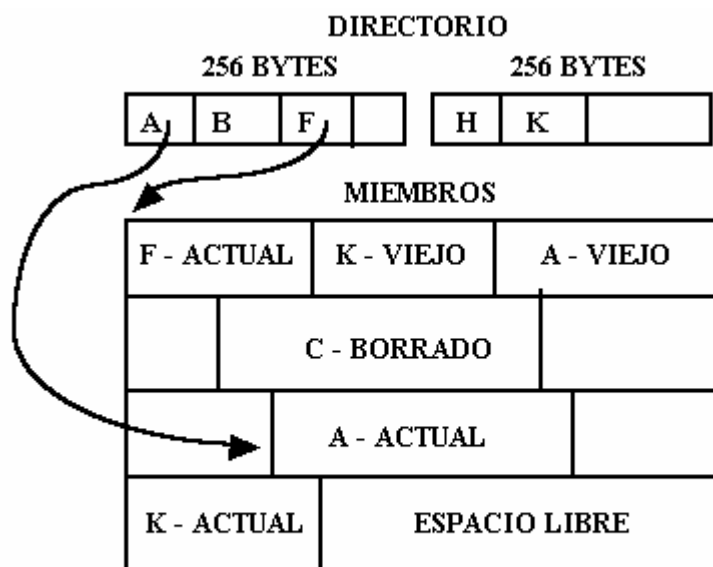 DIRECTORIO
256 BYTES 256 BYTES
A B F H K
MIEMBROS
F - ACTUAL K - VIEJO A - VIEJO
C - BORRADO
A - ACTUAL
K - ACTUAL ESPACIO LIBRE